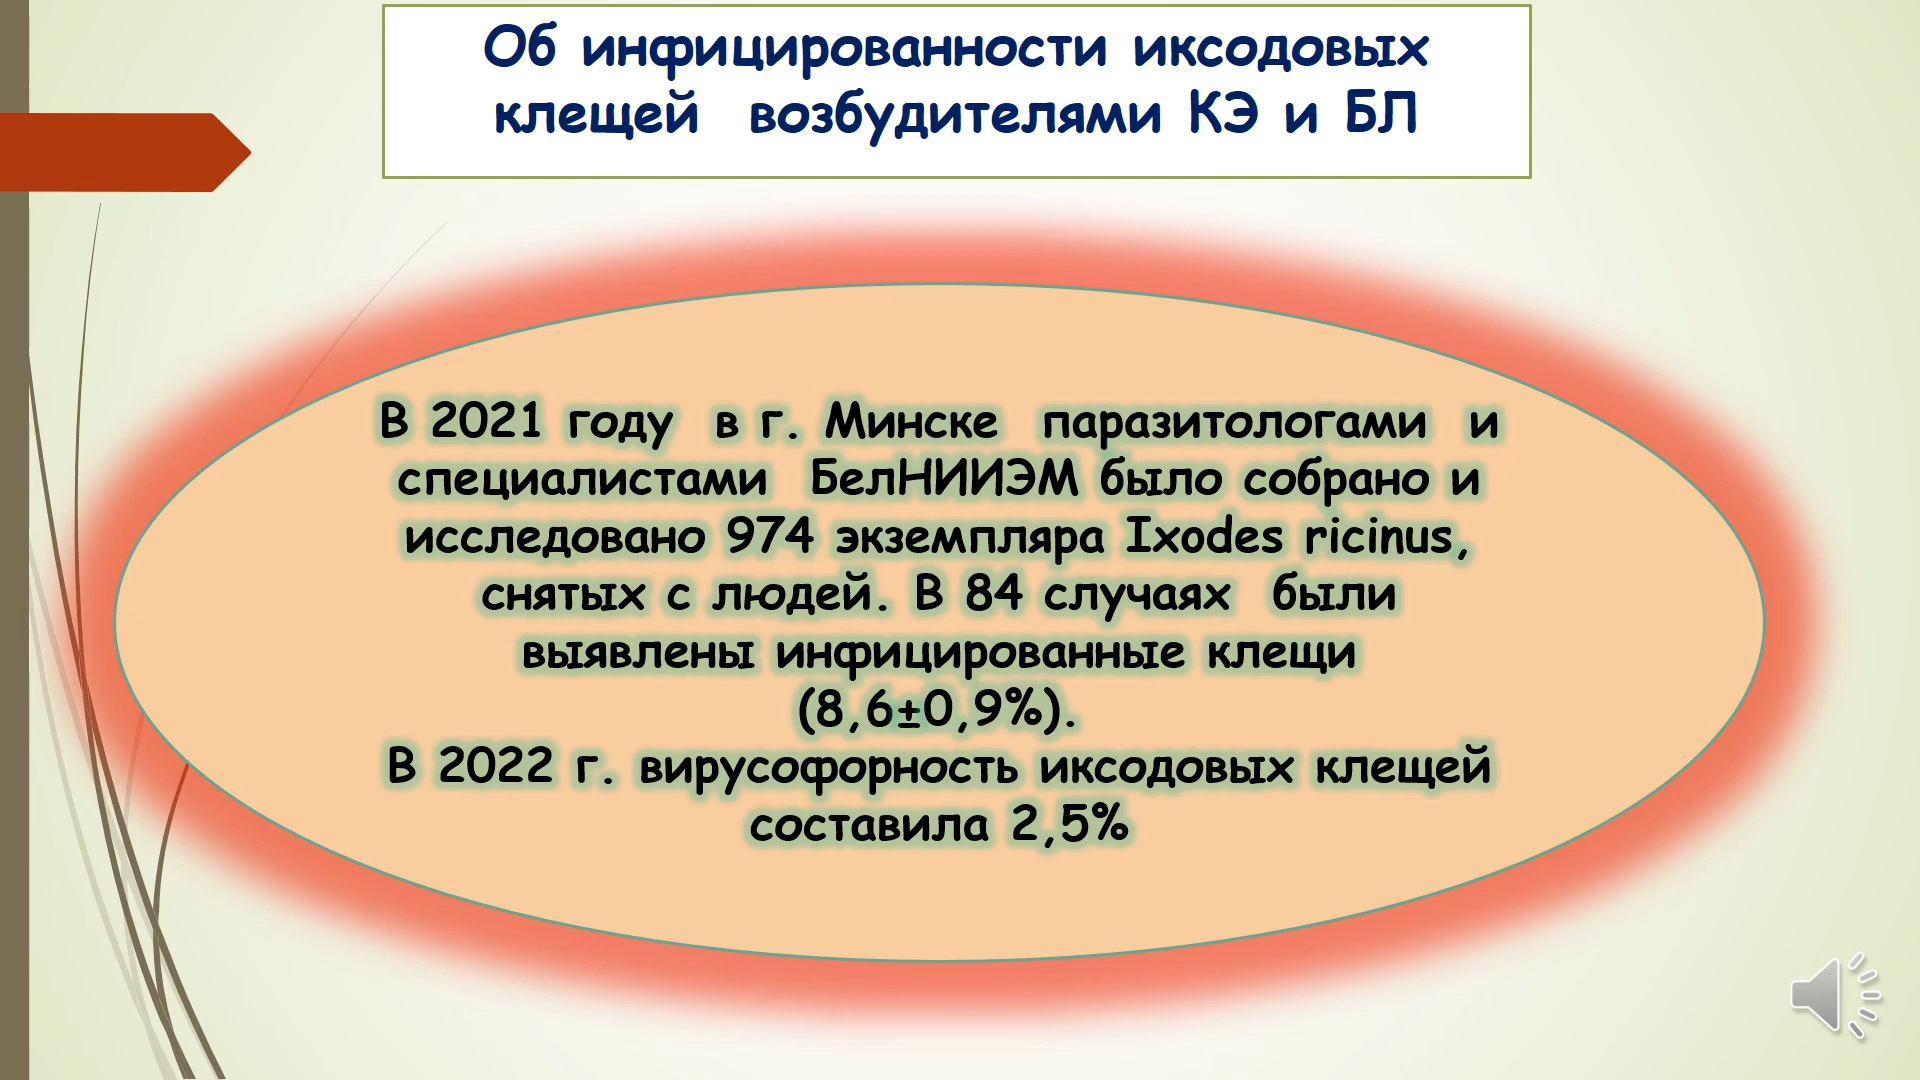 Об инфицированности иксодовых
клещей возбудителями КЭ и БЛ
В 2021 году в г. Минске паразитологами и
специалистами БелНИИЭМ было собрано и
исследовано 974 экземпляра Ixodes ricinus,
снятых с людей. В 84 случаях были
выявлены инфицированные клещи
(8,6±0,9%).
В 2022 г. вирусофорность иксодовых клещей
составила 2,5%